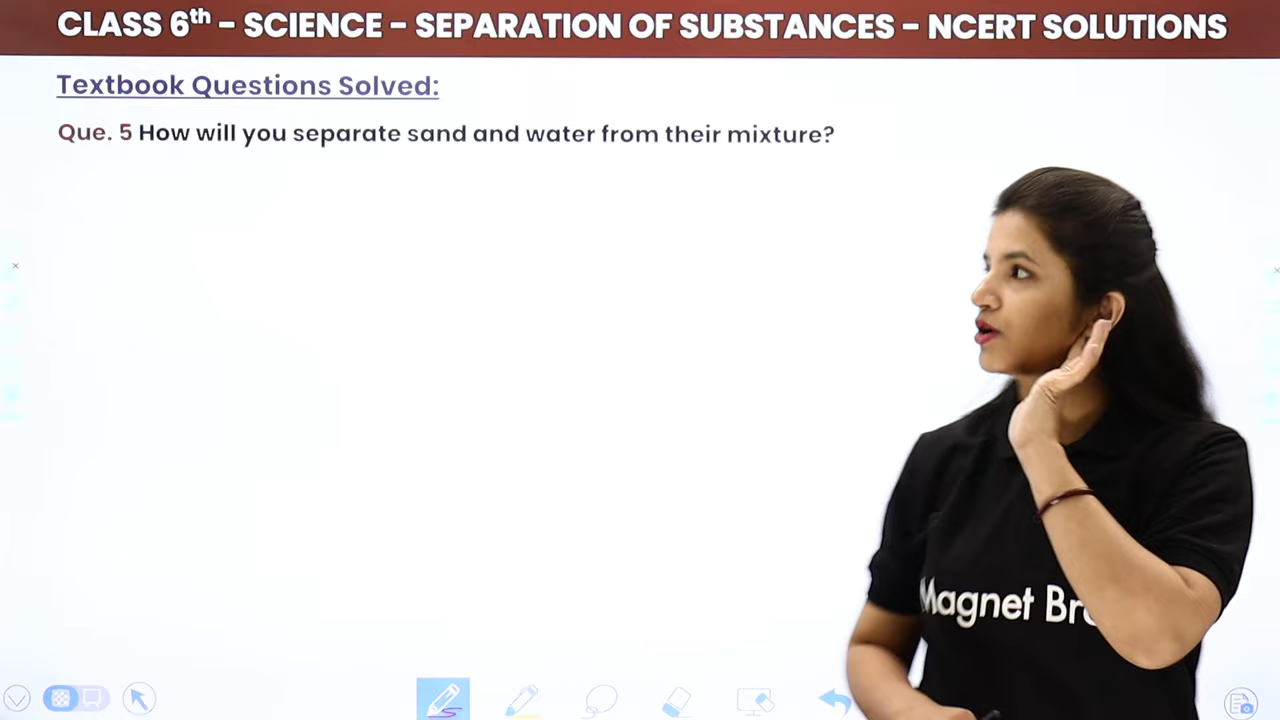 CLASS 6th – SCIENCE – SEPARATION OF SUBSTANCES – NCERT SOLUTIONS
Textbook Questions Solved:
Que. 5 How will you separate sand and water from their mixture?
Magnet Br